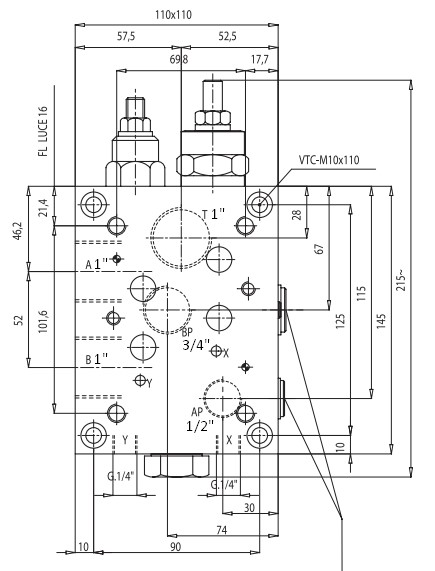 110x110
57,5
52,5
69,8
17,7
FL LUCE 16
VTC-M10x110
21,4
46,2
T 1"
28
67
A 1"
115
125
145
215~
52
101,6
BP
3/4"
B 1"
X
Y
AP
1/2"
Y
X
10
G.1/4"
G.1/4"
30
74
10
90